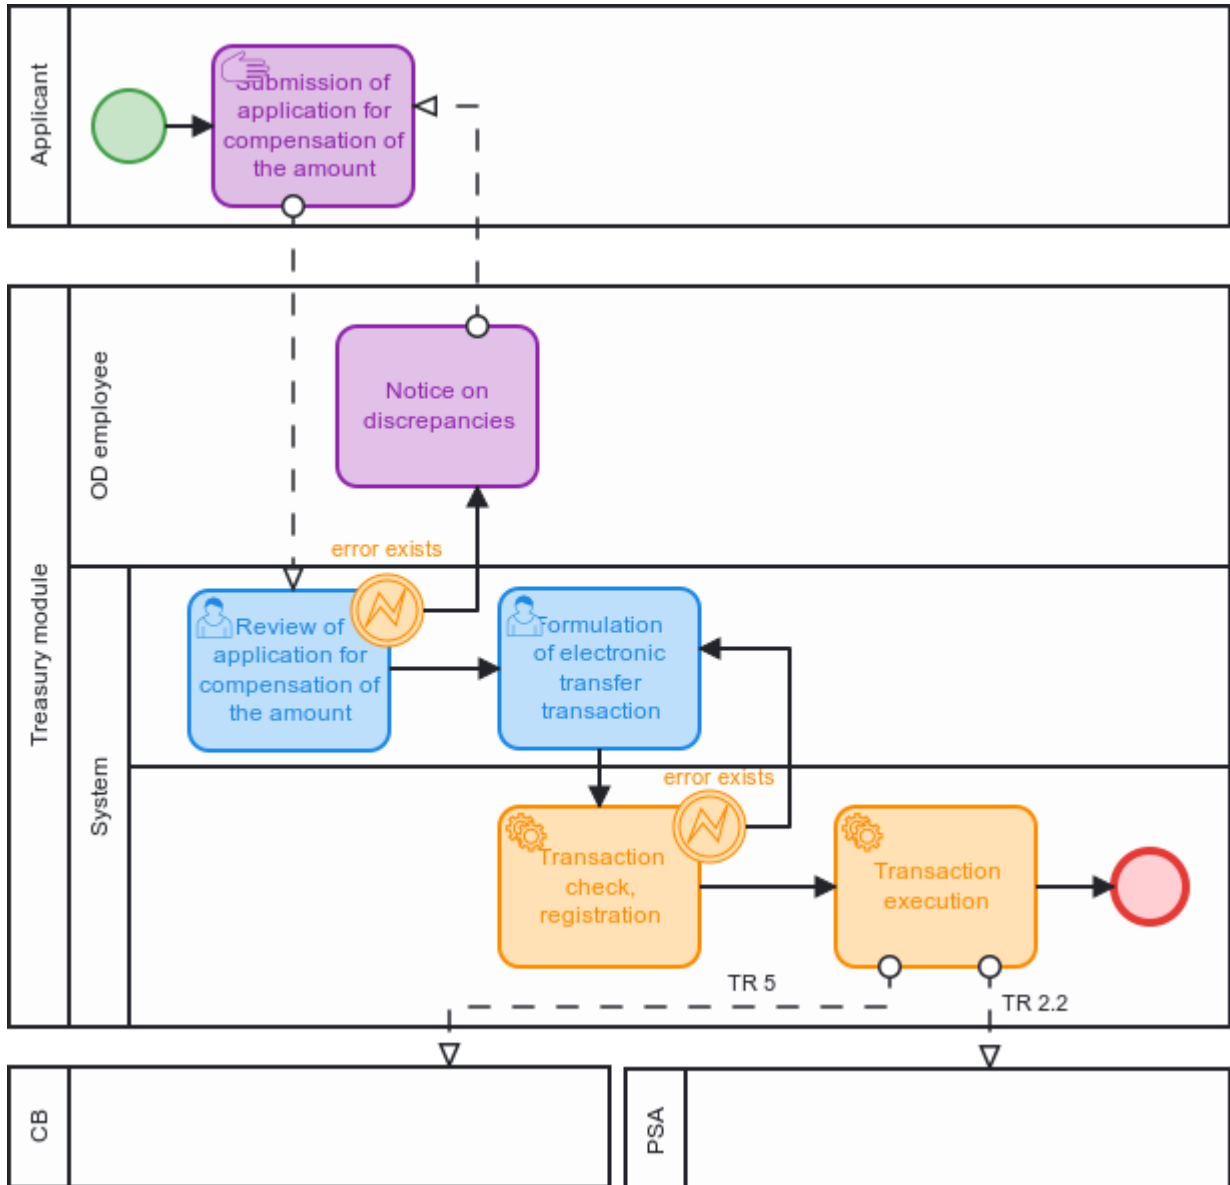 Applicant
Submission of
application for
compensation of
the amount
Treasury module
OD employee
Notice on
discrepancies
error exists
System
Review of
application for
compensation of
the amount
Formulation
of electronic
transfer
transaction
error exists
Transaction
check,
registration
Transaction
execution
TR 5
TR 2.2
CB
PSA